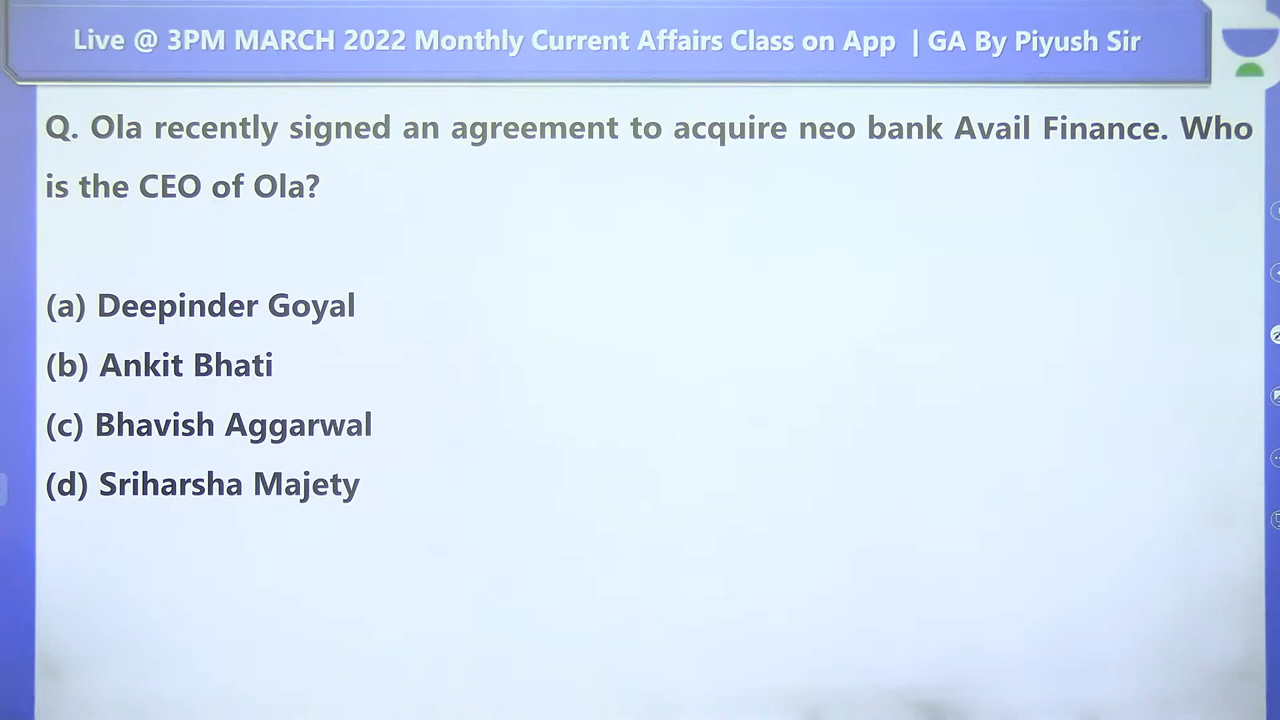 Live @ 3PM MARCH 2022 Monthly Current Affairs Class on App | GA By Piyush Sir
Q. Ola recently signed an agreement to acquire neo bank Avail Finance. Who
is the CEO of Ola?
(a) Deepinder Goyal
(b) Ankit Bhati
(c) Bhavish Aggarwal
(d) Sriharsha Majety